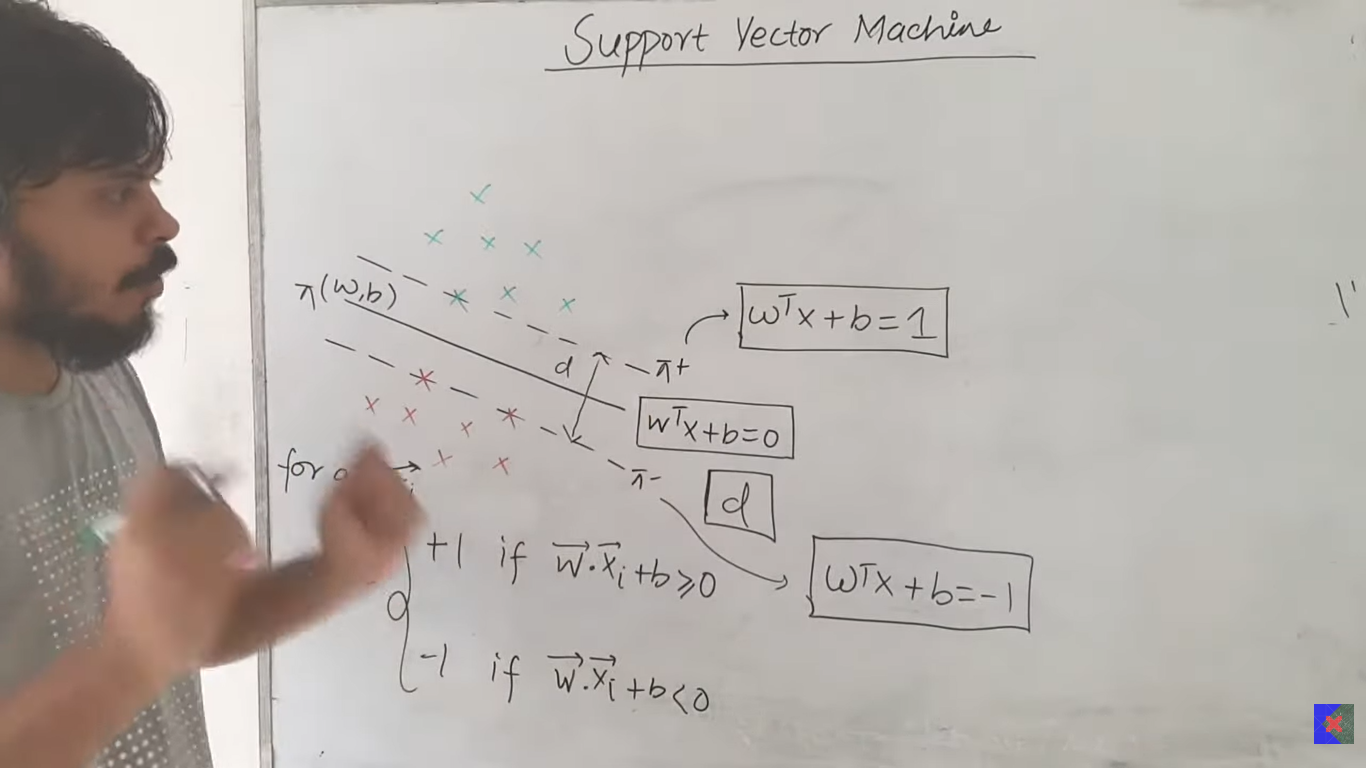 Support Vector Machine
π(w,b)
d
π+
wᵀx+b=1
wᵀx+b=0
π-
d
for
+1 if w⃗.x⃗ᵢ+b≥0
wᵀx+b=-1
-1 if w⃗.x⃗ᵢ+b<0